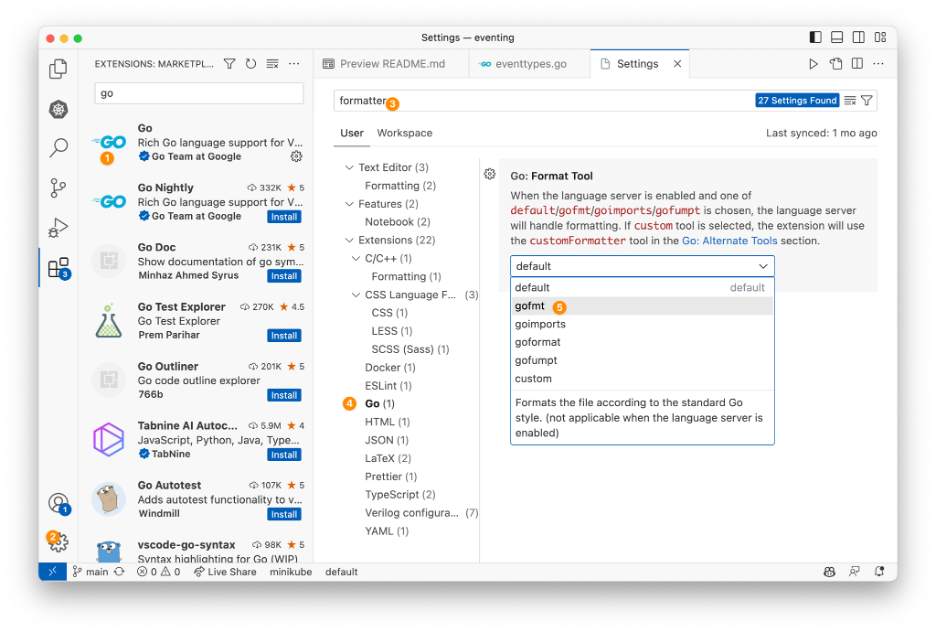 Settings — eventing
EXTENSIONS: MARKETPL...
go
Go
Rich Go language support for V...
Go Team at Google
GO
1
Go Nightly 332K 5
Rich Go language support for V...
Go Team at Google Install
GO
Go Doc 231K 5
Show documentation of go sym...
Minhaz Ahmed Syrus Install
Go Test Explorer 270K 4.5
Go Test Explorer
Prem Parihar Install
Go Outliner 201K 5
Go code outline explorer
766b Install
Tabnine AI Autoc... 5.9M 4
JavaScript, Python, Java, Type...
TabNine Install
Go Autotest 107K 5
Adds autotest functionality to v...
Windmill Install
vscode-go-syntax 98K 5
Syntax highlighting for Go (WIP)
3
1
2
Preview README.md
GO eventtypes.go
Settings
formatter 3
27 Settings Found
User Workspace
Last synced: 1 mo ago
Text Editor (3)
Formatting (2)
Features (2)
Notebook (2)
Extensions (22)
C/C++ (1)
Formatting (1)
CSS Language F... (3)
CSS (1)
LESS (1)
SCSS (Sass) (1)
Docker (1)
ESLint (1)
4 Go (1)
HTML (1)
JSON (1)
LaTeX (2)
Prettier (1)
TypeScript (2)
Verilog configura... (7)
YAML (1)
Go: Format Tool
When the language server is enabled and one of
default/gofmt/goimports/gofumpt is chosen, the language server
will handle formatting. If custom tool is selected, the extension will use
the customFormatter tool in the Go: Alternate Tools section.
default
default default
gofmt 5
goimports
goformat
gofumpt
custom
Formats the file according to the standard Go
style. (not applicable when the language server is
enabled)
main 0 0 Live Share minikube default